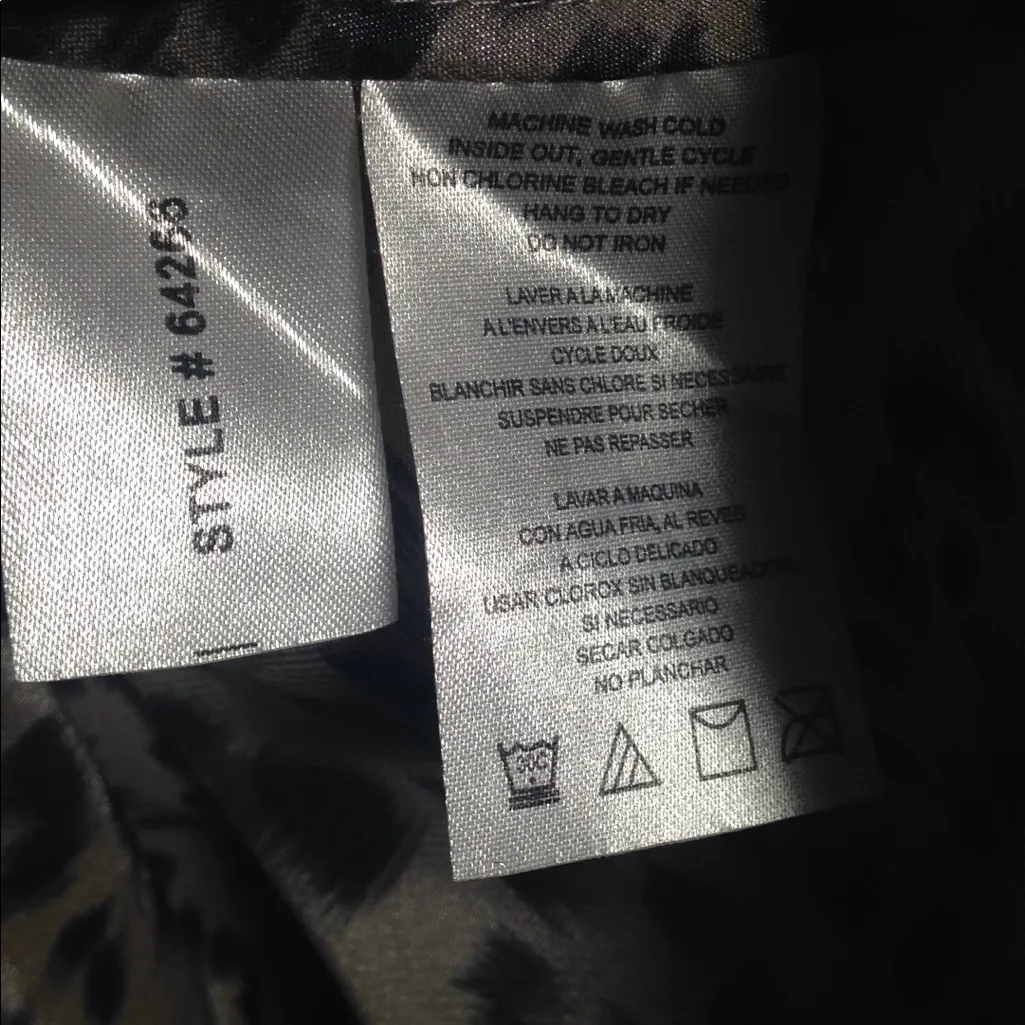 STYLE # 64268
MACHINE WASH COLD
INSIDE OUT, GENTLE CYCLE
NON CHLORINE BLEACH IF NEEDED
HANG TO DRY
DO NOT IRON
LAVER A LA MACHINE
A L'ENVERS A L'EAU FROIDE
CYCLE DOUX
BLANCHIR SANS CHLORE SI NECESSAIRE
SUSPENDRE POUR SECHER
NE PAS REPASSER
LAVAR A MAQUINA
CON AGUA FRIA, AL REVES
A CICLO DELICADO
USAR CLOROX SIN BLANQUEADOR,
SI NECESSARIO
SECAR COLGADO
NO PLANCHAR
30C